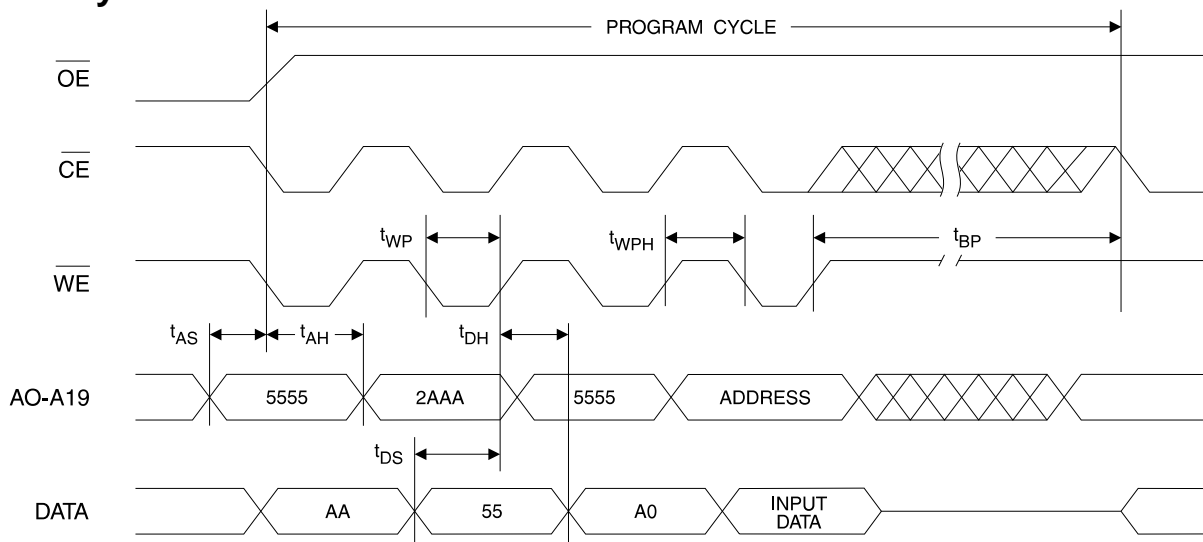 PROGRAM CYCLE
OE
CE
tWP
tWPH
tBP
WE
tAS
tAH
tDH
AO-A19
5555
2AAA
5555
ADDRESS
tDS
DATA
AA
55
A0
INPUT
DATA